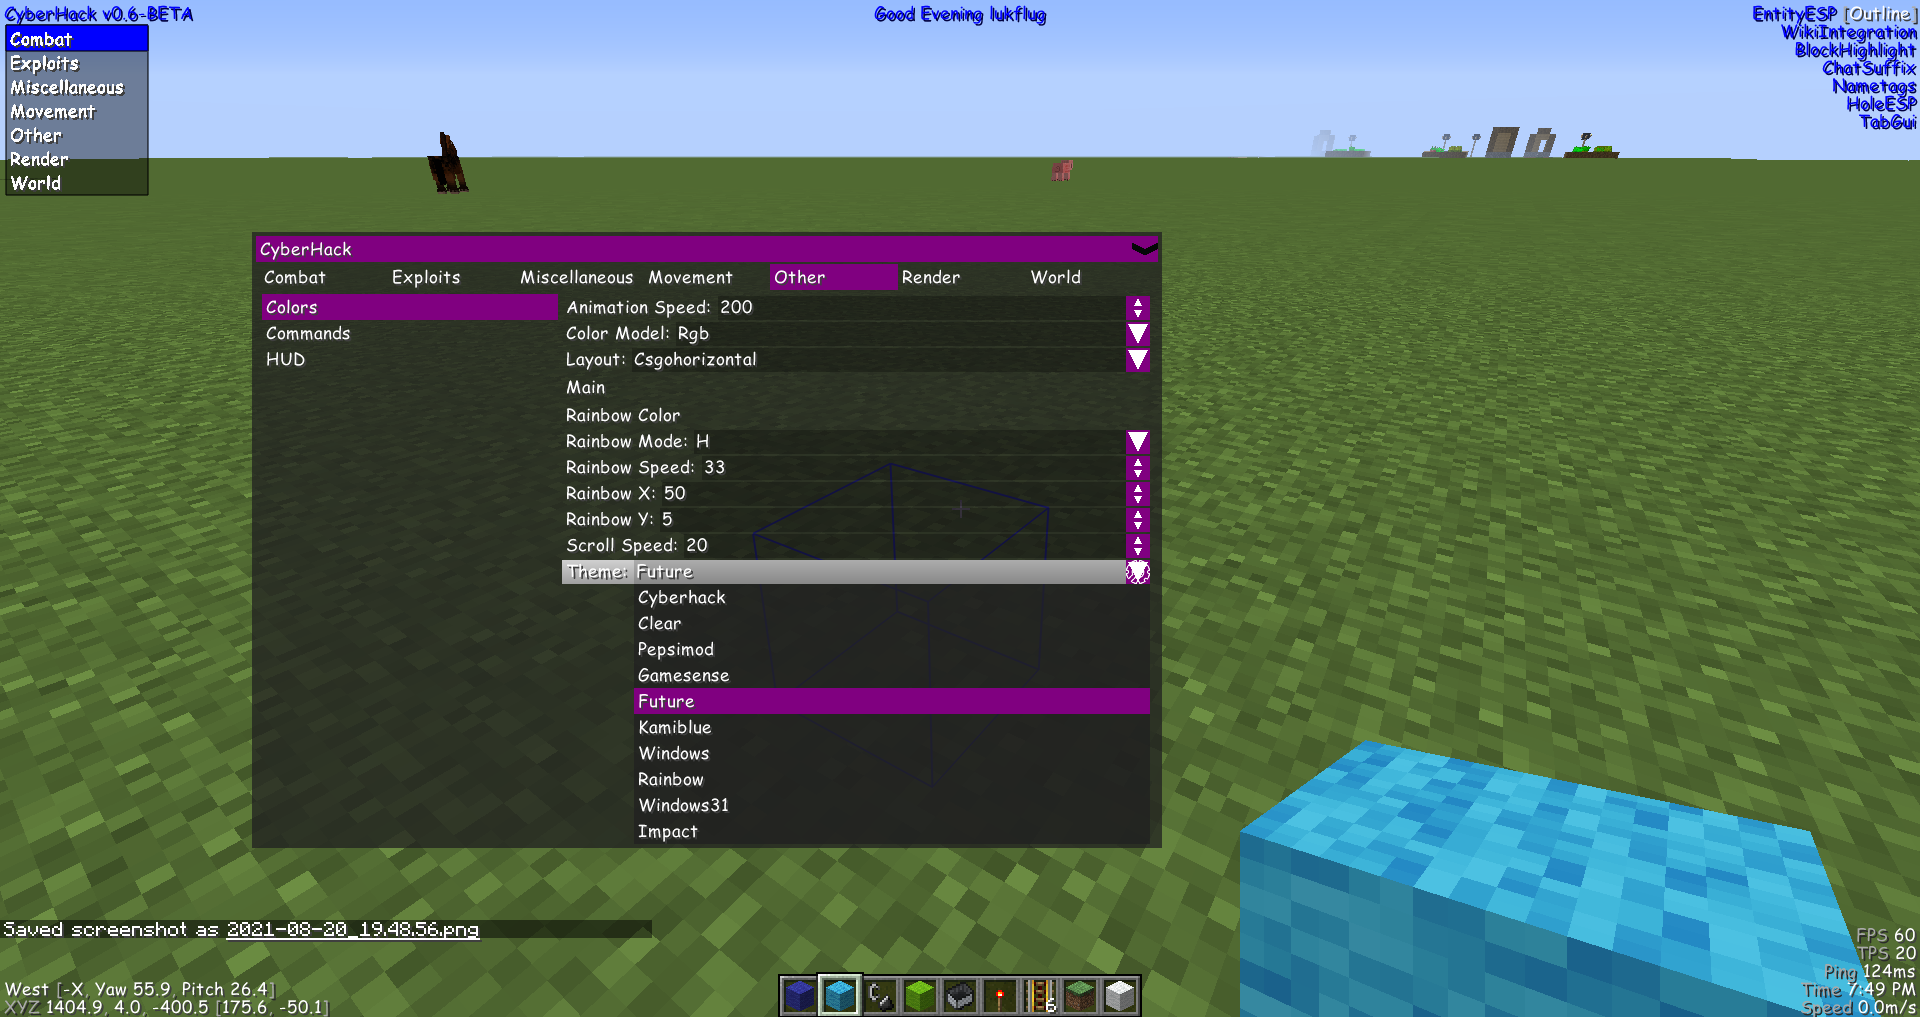 CyberHack v0.6-BETA
Good Evening lukflug
EntityESP [Outline]
WikiIntegration
BlockHighlight
ChatSuffix
Nametags
HoleESP
TabGui
Combat
Exploits
Miscellaneous
Movement
Other
Render
World
CyberHack
Combat Exploits Miscellaneous Movement Other Render World
Colors
Commands
HUD
Animation Speed: 200
Color Model: Rgb
Layout: Csgohorizontal
Main
Rainbow Color
Rainbow Mode: H
Rainbow Speed: 33
Rainbow X: 50
Rainbow Y: 5
Scroll Speed: 20
Theme: Future
Cyberhack
Clear
Pepsimod
Gamesense
Future
Kamiblue
Windows
Rainbow
Windows31
Impact
Saved screenshot as 2021-08-20_19.48.56.png
West [-X, Yaw 55.9, Pitch 26.4]
XYZ 1404.9, 4.0, -400.5 [175.6, -50.1]
6
FPS 60
TPS 20
Ping 124ms
Time 7:49 PM
Speed 0.0m/s